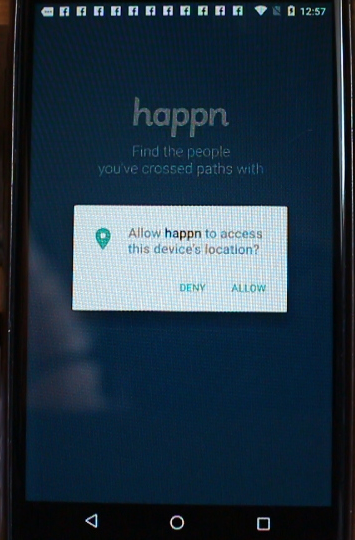 12:57
happn
Find the people
you've crossed paths with
Allow happn to access
this device's location?
DENY ALLOW